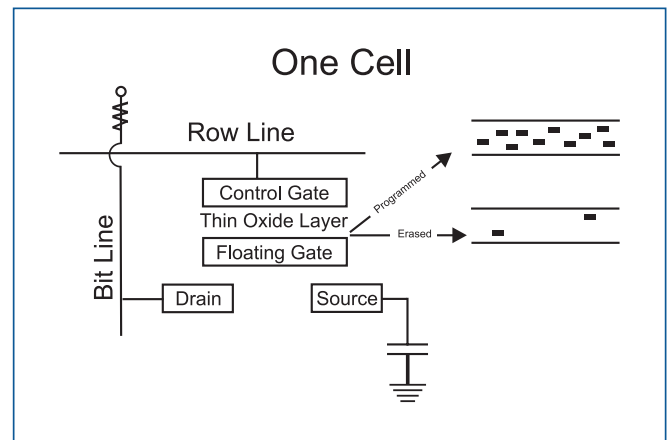 One Cell
Row Line
Control Gate
Thin Oxide Layer
Floating Gate
Programmed
Erased
Bit Line
Drain
Source